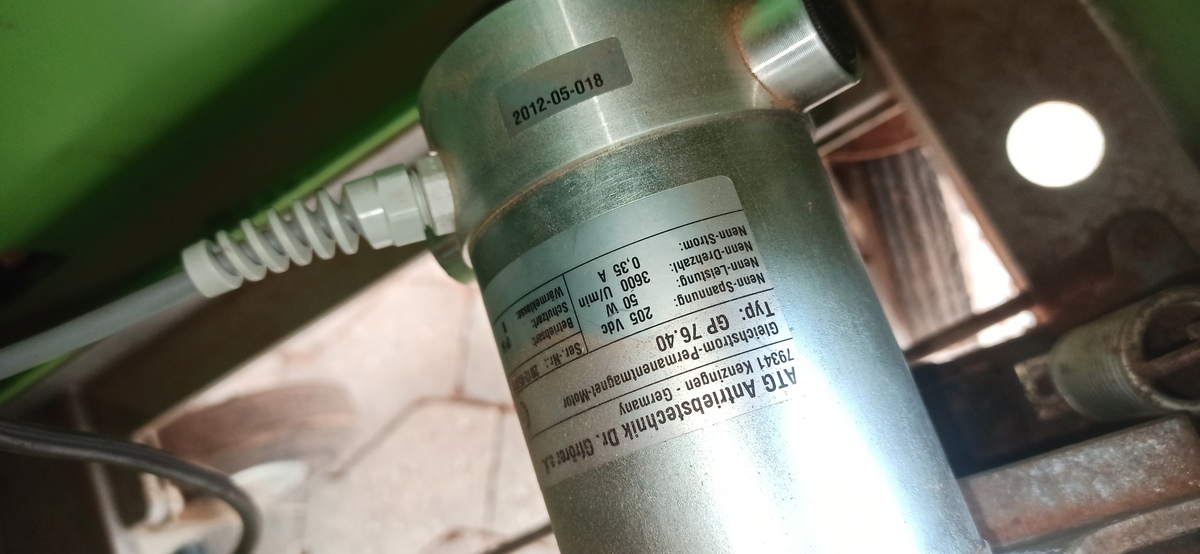 2012-05-018
ATG Antriebstechnik Dr. Gfrörer e.K.
79341 Kenzingen - Germany
Gleichstrom-Permanentmagnet-Motor
Typ: GP 76.40
Ser.-Nr.:
Nenn-Spannung: 205 Vdc
Betriebsart:
Nenn-Leistung: 50 W
Schutzart:
Nenn-Drehzahl: 3600 U/min
Wärmeklasse:
Nenn-Strom: 0,35 A